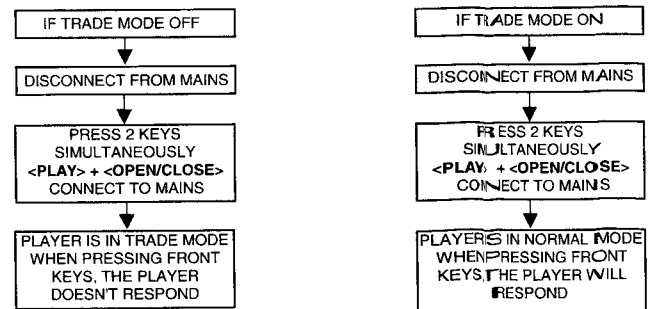 IF TRADE MODE OFF
DISCONNECT FROM MAINS
PRESS 2 KEYS
SIMULTANEOUSLY
<PLAY> + <OPEN/CLOSE>
CONNECT TO MAINS
PLAYER IS IN TRADE MODE
WHEN PRESSING FRONT
KEYS, THE PLAYER
DOESN'T RESPOND
IF TRADE MODE ON
DISCONNECT FROM MAINS
PRESS 2 KEYS
SIMULTANEOUSLY
<PLAY> + <OPEN/CLOSE>
CONNECT TO MAINS
PLAYER IS IN NORMAL MODE
WHEN PRESSING FRONT
KEYS, THE PLAYER WILL
RESPOND